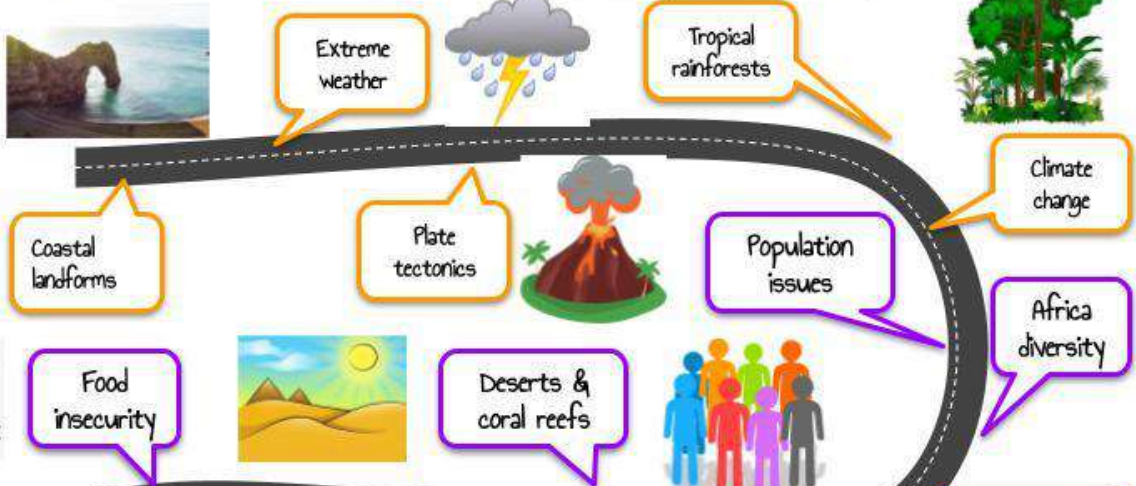 Extreme
weather
Tropical
rainforests
Climate
change
Coastal
landforms
Plate
tectonics
Population
issues
Africa
diversity
Food
insecurity
Deserts &
coral reefs